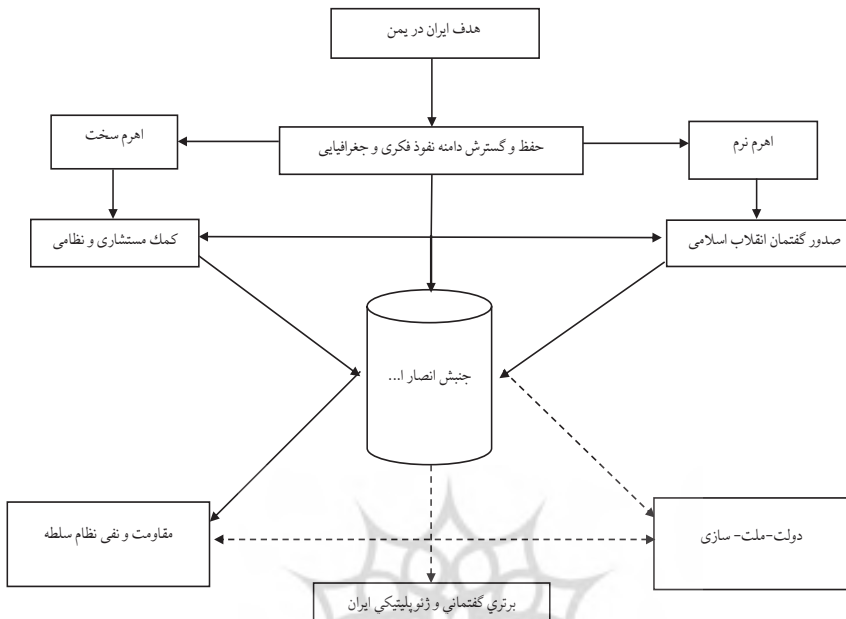 هدف ایران در یمن
اهرم نرم
حفظ و گسترش دامنه نفوذ فکری و جغرافیایی
اهرم سخت
صدور گفتمان انقلاب اسلامی
کمك مستشاری و نظامی
جنبش انصار ا...
دولت-ملت- سازی
مقاومت و نفی نظام سلطه
برتري گفتماني و ژئوپليتيكي ايران